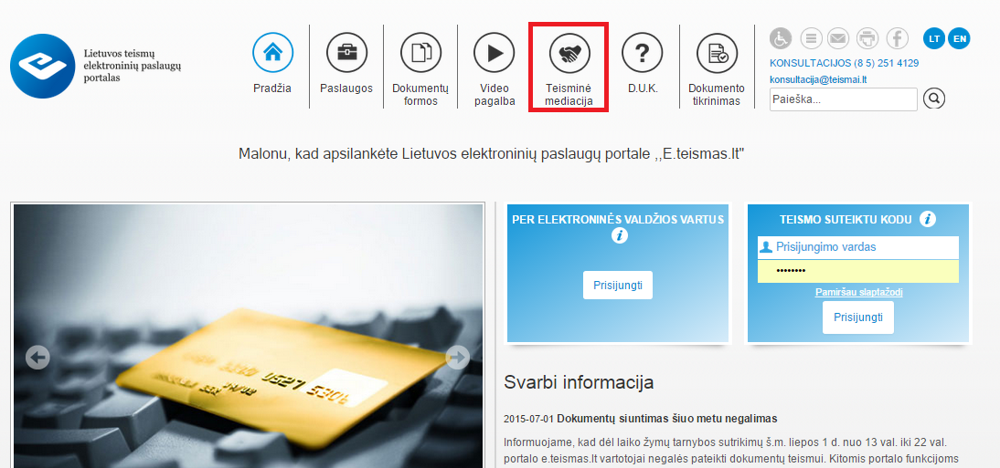 Lietuvos teismų
elektroninių paslaugų
portalas
Pradžia
Paslaugos
Dokumentų
formos
Video
pagalba
Teisminė
mediacija
D.U.K.
Dokumento
tikrinimas
LT EN
KONSULTACIJOS (8 5) 251 4129
konsultacija@teismai.lt
Paieška...
Malonu, kad apsilankėte Lietuvos elektroninių paslaugų portale ,,E.teismas.lt"
PER ELEKTRONINĖS VALDŽIOS VARTUS
Prisijungti
TEISMO SUTEIKTU KODU
Prisijungimo vardas
••••••••
Pamiršau slaptažodį
Prisijungti
Svarbi informacija
2015-07-01 Dokumentų siuntimas šiuo metu negalimas
Informuojame, kad dėl laiko žymų tarnybos sutrikimų š.m. liepos 1 d. nuo 13 val. iki 22 val.
portalo e.teismas.lt vartotojai negalės pateikti dokumentų teismui. Kitomis portalo funkcijoms